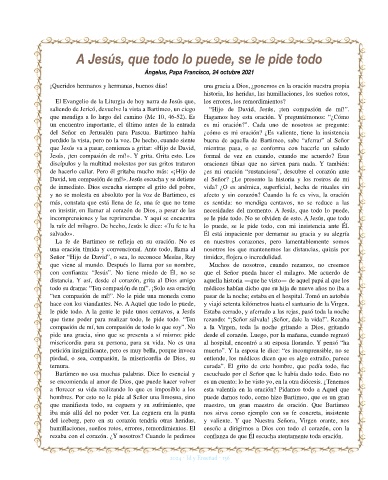 A Jesús, que todo lo puede, se le pide todo
Ángelus, Papa Francisco, 24 octubre 2021
¡Queridos hermanos y hermanas, buenos días!
El Evangelio de la Liturgia de hoy narra de Jesús que,
saliendo de Jericó, devuelve la vista a Bartimeo, un ciego
que mendiga a lo largo del camino (Mc 10, 46-52). Es
un encuentro importante, el último antes de la entrada
del Señor en Jerusalén para Pascua. Bartimeo había
perdido la vista, pero no la voz. De hecho, cuando siente
que Jesús va a pasar, comienza a gritar: «Hijo de David,
Jesús, ¡ten compasión de mí!». Y grita. Grita esto. Los
discípulos y la multitud molestos por sus gritos trataron
de hacerlo callar. Pero él gritaba mucho más: «¡Hijo de
David, ten compasión de mí!». Jesús escucha y se detiene
de inmediato. Dios escucha siempre el grito del pobre,
y no se molesta en absoluto por la voz de Bartimeo, es
más, constata que está llena de fe, una fe que no teme
en insistir, en llamar al corazón de Dios, a pesar de las
incomprensiones y las reprimendas. Y aquí se encuentra
la raíz del milagro. De hecho, Jesús le dice: «Tu fe te ha
salvado».
La fe de Bartimeo se refleja en su oración. No es
una oración tímida y convencional. Ante todo, llama al
Señor "Hijo de David", o sea, lo reconoce Mesías, Rey
que viene al mundo. Después lo llama por su nombre,
con confianza: "Jesús". No tiene miedo de Él, no se
distancia. Y así, desde el corazón, grita al Dios amigo
todo su drama: "Ten compasión de mí". ¡Solo esa oración
"ten compasión de mí!". No le pide una moneda como
hace con los viandantes. No. A Aquel que todo lo puede,
le pide todo. A la gente le pide unos centavos, a Jesús
que tiene poder para realizar todo, le pide todo. "Ten
compasión de mí, ten compasión de todo lo que soy". No
pide una gracia, sino que se presenta a sí mismo: pide
misericordia para su persona, para su vida. No es una
petición insignificante, pero es muy bella, porque invoca
piedad, o sea, compasión, la misericordia de Dios, su
ternura.
Bartimeo no usa muchas palabras. Dice lo esencial y
se encomienda al amor de Dios, que puede hacer volver
a florecer su vida realizando lo que es imposible a los
hombres. Por esto no le pide al Señor una limosna, sino
que manifiesta todo, su ceguera y su sufrimiento, que
iba más allá del no poder ver. La ceguera era la punta
del iceberg, pero en su corazón tendría otras heridas,
humillaciones, sueños rotos, errores, remordimientos. El
rezaba con el corazón. ¿Y nosotros? Cuando le pedimos
una gracia a Dios, ¿ponemos en la oración nuestra propia
historia, las heridas, las humillaciones, los sueños rotos,
los errores, los remordimientos?
"Hijo de David, Jesús, ¡ten compasión de mí!".
Hagamos hoy esta oración. Y preguntémonos: "¿Cómo
es mi oración?". Cada uno de nosotros se pregunte:
¿cómo es mi oración? ¿Es valiente, tiene la insistencia
buena de aquella de Bartimeo, sabe "aferrar" al Señor
mientras pasa, o se conforma con hacerle un saludo
formal de vez en cuando, cuando me acuerdo? Esas
oraciones tibias que no sirven para nada. Y también:
¿es mi oración "sustanciosa", descubre el corazón ante
el Señor? ¿Le presento la historia y los rostros de mi
vida? ¿O es anémica, superficial, hecha de rituales sin
afecto y sin corazón? Cuando la fe es viva, la oración
es sentida: no mendiga centavos, no se reduce a las
necesidades del momento. A Jesús, que todo lo puede,
se le pide todo. No se olviden de esto. A Jesús, que todo
lo puede, se le pide todo, con mi insistencia ante Él.
Él está impaciente por derramar su gracia y su alegría
en nuestros corazones, pero lamentablemente somos
nosotros los que mantenemos las distancias, quizás por
timidez, flojera o incredulidad.
Muchos de nosotros, cuando rezamos, no creemos
que el Señor pueda hacer el milagro. Me acuerdo de
aquella historia —que he visto— de aquel papá al que los
médicos habían dicho que su hija de nueve años no iba a
pasar de la noche; estaba en el hospital. Tomó un autobús
y viajó setenta kilómetros hasta el santuario de la Virgen.
Estaba cerrado, y aferrado a las rejas, pasó toda la noche
rezando: "¡Señor sálvala! ¡Señor, dale la vida!". Rezaba
a la Virgen, toda la noche gritando a Dios, gritando
desde el corazón. Luego, por la mañana, cuando regresó
al hospital, encontró a su esposa llorando. Y pensó "ha
muerto". Y la esposa le dice: "es incomprensible, no se
entiende, los médicos dicen que es algo extraño, parece
curada". El grito de este hombre, que pedía todo, fue
escuchado por el Señor que le había dado todo. Esto no
es un cuento: lo he visto yo, en la otra diócesis. ¿Tenemos
esta valentía en la oración? Pidamos todo a Aquel que
puede darnos todo, como hizo Bartimeo, que es un gran
maestro, un gran maestro de oración. Que Bartimeo
nos sirva como ejemplo con su fe concreta, insistente
y valiente. Y que Nuestra Señora, Virgen orante, nos
enseñe a dirigirnos a Dios con todo el corazón, con la
confianza de que Él escucha atentamente toda oración.